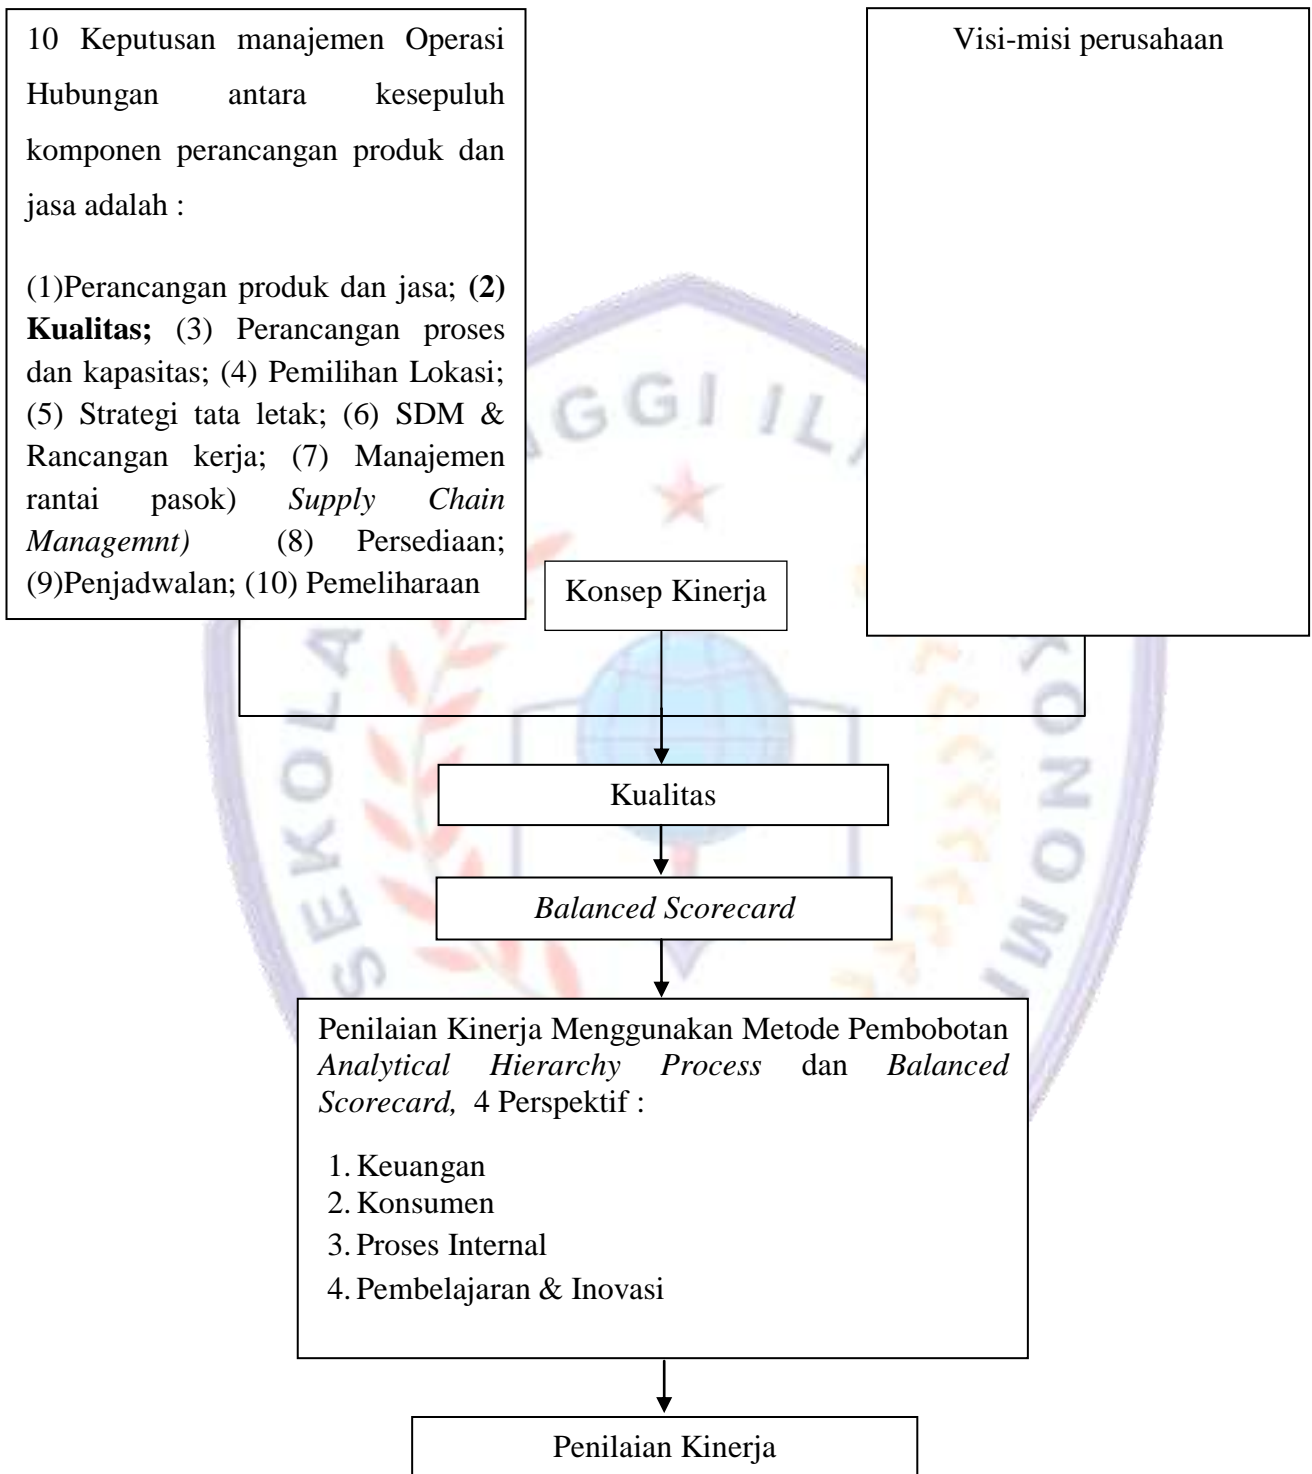 10 Keputusan manajemen Operasi
Hubungan antara kesepuluh
komponen perancangan produk dan
jasa adalah :
(1)Perancangan produk dan jasa; (2)
Kualitas; (3) Perancangan proses
dan kapasitas; (4) Pemilihan Lokasi;
(5) Strategi tata letak; (6) SDM &
Rancangan kerja; (7) Manajemen
rantai pasok) Supply Chain
Managemnt) (8) Persediaan;
(9)Penjadwalan; (10) Pemeliharaan
Visi-misi perusahaan
Konsep Kinerja
Kualitas
Balanced Scorecard
Penilaian Kinerja Menggunakan Metode Pembobotan
Analytical Hierarchy Process dan Balanced
Scorecard, 4 Perspektif :
1. Keuangan
2. Konsumen
3. Proses Internal
4. Pembelajaran & Inovasi
Penilaian Kinerja
SEKOLA
GGI IL
KONOMI